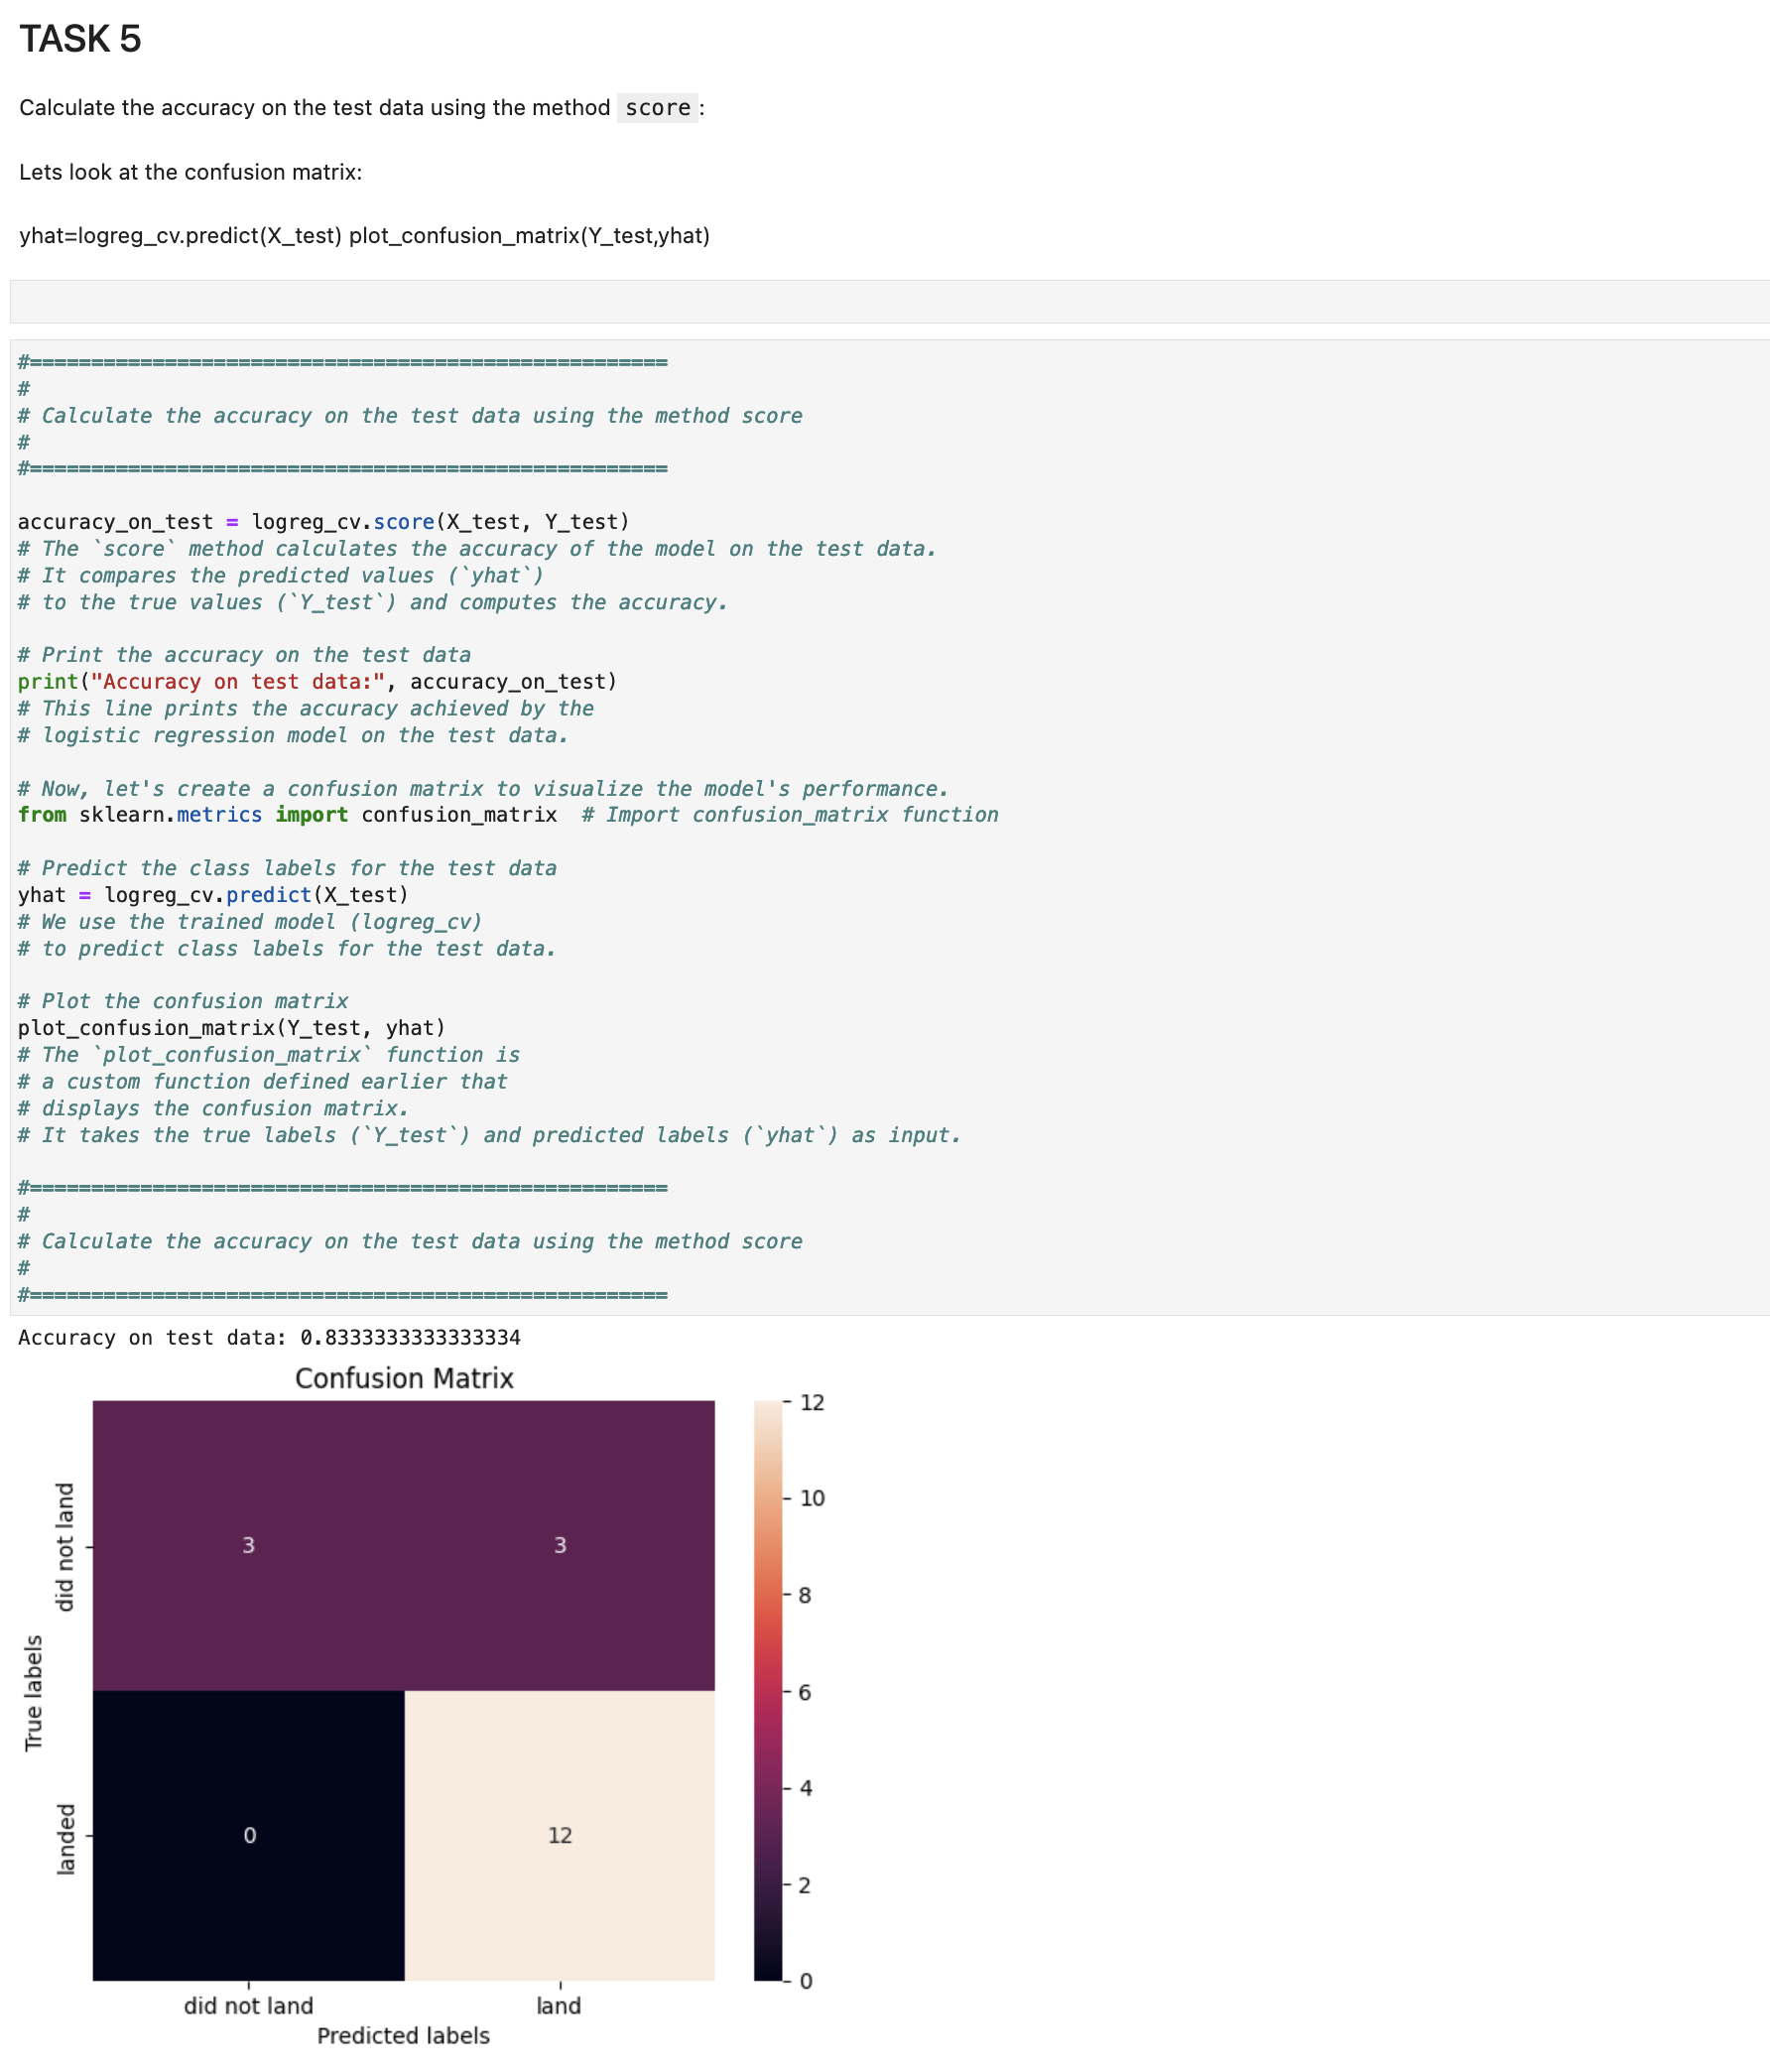 TASK 5
Calculate the accuracy on the test data using the method score :
Lets look at the confusion matrix:
yhat=logreg_cv.predict(X_test) plot_confusion_matrix(Y_test,yhat)
#====================================================
#
# Calculate the accuracy on the test data using the method score
#
#====================================================
accuracy_on_test = logreg_cv.score(X_test, Y_test)
# The `score` method calculates the accuracy of the model on the test data.
# It compares the predicted values (`yhat`)
# to the true values (`Y_test`) and computes the accuracy.
# Print the accuracy on the test data
print("Accuracy on test data:", accuracy_on_test)
# This line prints the accuracy achieved by the
# logistic regression model on the test data.
# Now, let's create a confusion matrix to visualize the model's performance.
from sklearn.metrics import confusion_matrix  # Import confusion_matrix function
# Predict the class labels for the test data
yhat = logreg_cv.predict(X_test)
# We use the trained model (logreg_cv)
# to predict class labels for the test data.
# Plot the confusion matrix
plot_confusion_matrix(Y_test, yhat)
# The `plot_confusion_matrix` function is
# a custom function defined earlier that
# displays the confusion matrix.
# It takes the true labels (`Y_test`) and predicted labels (`yhat`) as input.
#====================================================
#
# Calculate the accuracy on the test data using the method score
#
#====================================================
Accuracy on test data: 0.8333333333333334
Confusion Matrix
True labels
did not land
landed
3
3
0
12
did not land
land
Predicted labels
12
10
8
6
4
2
0